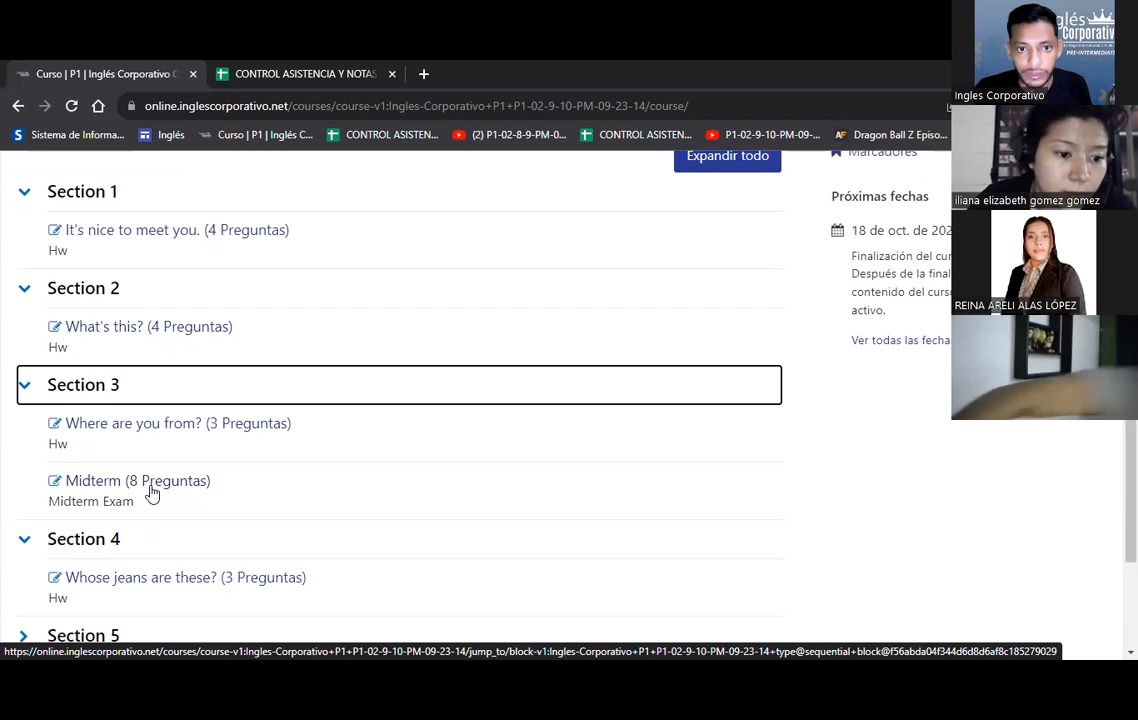 Curso | P1 | Inglés Corporativo C
CONTROL ASISTENCIA Y NOTAS
online.inglescorporativo.net/courses/course-v1:Ingles-Corporativo+P1+P1-02-9-10-PM-09-23-14/course/
Sistema de Informa...
Inglés
Curso | P1 | Inglés C...
CONTROL ASISTEN...
(2) P1-02-8-9-PM-0...
CONTROL ASISTEN...
P1-02-9-10-PM-09-...
Dragon Ball Z Episo...
Expandir todo
Marcadores
Section 1
It's nice to meet you. (4 Preguntas)
Hw
Section 2
What's this? (4 Preguntas)
Hw
Section 3
Where are you from? (3 Preguntas)
Hw
Midterm (8 Preguntas)
Midterm Exam
Section 4
Whose jeans are these? (3 Preguntas)
Hw
Section 5
Próximas fechas
18 de oct. de 202
Finalización del cur
Después de la final
contenido del curs
activo.
Ver todas las fecha
https://online.inglescorporativo.net/courses/course-v1:Ingles-Corporativo+P1+P1-02-9-10-PM-09-23-14/jump_to/block-v1:Ingles-Corporativo+P1+P1-02-9-10-PM-09-23-14+type@sequential+block@f56abda04f344d6d8d6af8c185279029
glés
Corporativ
PRE-INTERMEDIATE
Ingles Corporativo
iliana elizabeth gomez gomez
REINA ARELI ALAS LÓPEZ